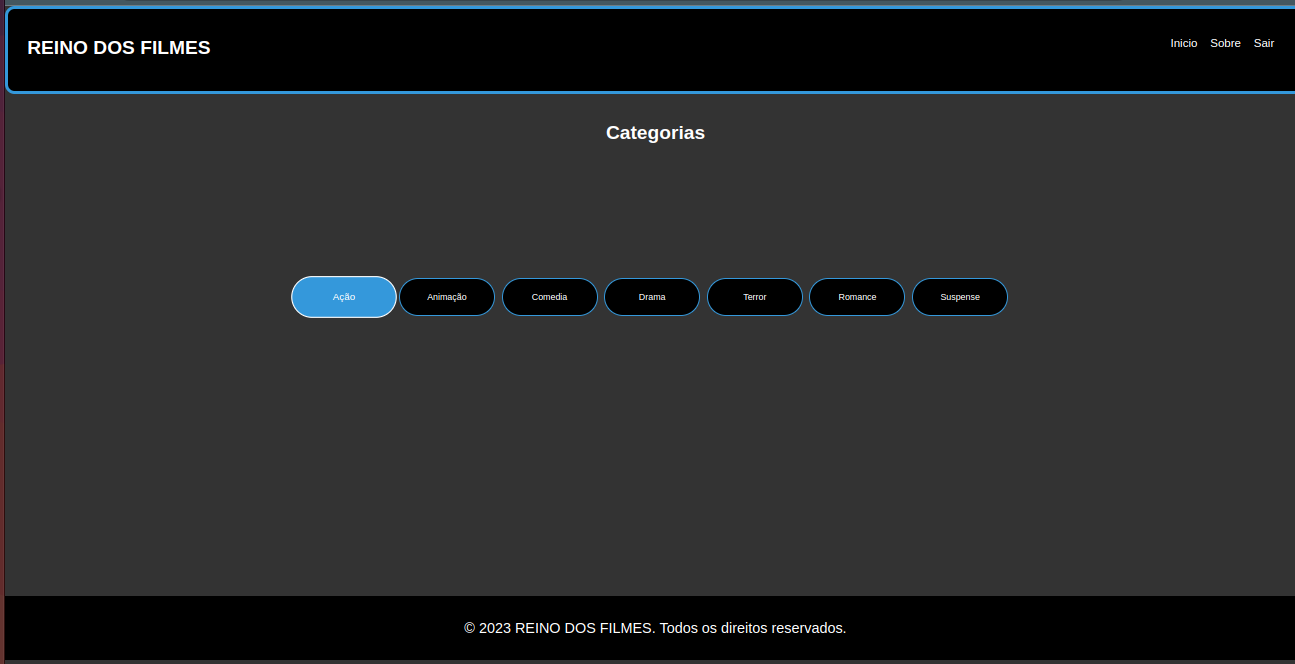 REINO DOS FILMES
Inicio Sobre Sair
Categorias
Ação Animação Comedia Drama Terror Romance Suspense
© 2023 REINO DOS FILMES. Todos os direitos reservados.